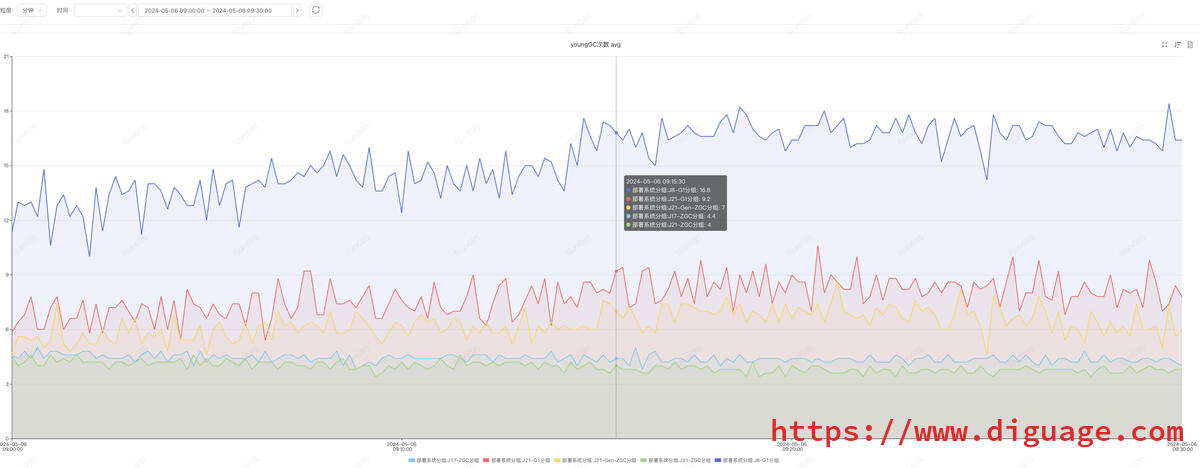 粒度: 分钟 时间: 2024-05-06 09:00:00 - 2024-05-06 09:30:00
youngGC次数 avg
21
18
15
12
9
6
3
0
2024-05-06 09:15:30
部署系统分组:J8-G1分组: 16.8
部署系统分组:J21-G1分组: 9.2
部署系统分组:J21-Gen-ZGC分组: 7
部署系统分组:J17-ZGC分组: 4.4
部署系统分组:J21-ZGC分组: 4
https://www.diguage.com
2024-05-06
09:00:00
2024-05-06
09:10:00
2024-05-06
09:20:00
2024-05-06
09:30:00
部署系统分组:J17-ZGC分组 部署系统分组:J21-G1分组 部署系统分组:J21-Gen-ZGC分组 部署系统分组:J21-ZGC分组 部署系统分组:J8-G1分组